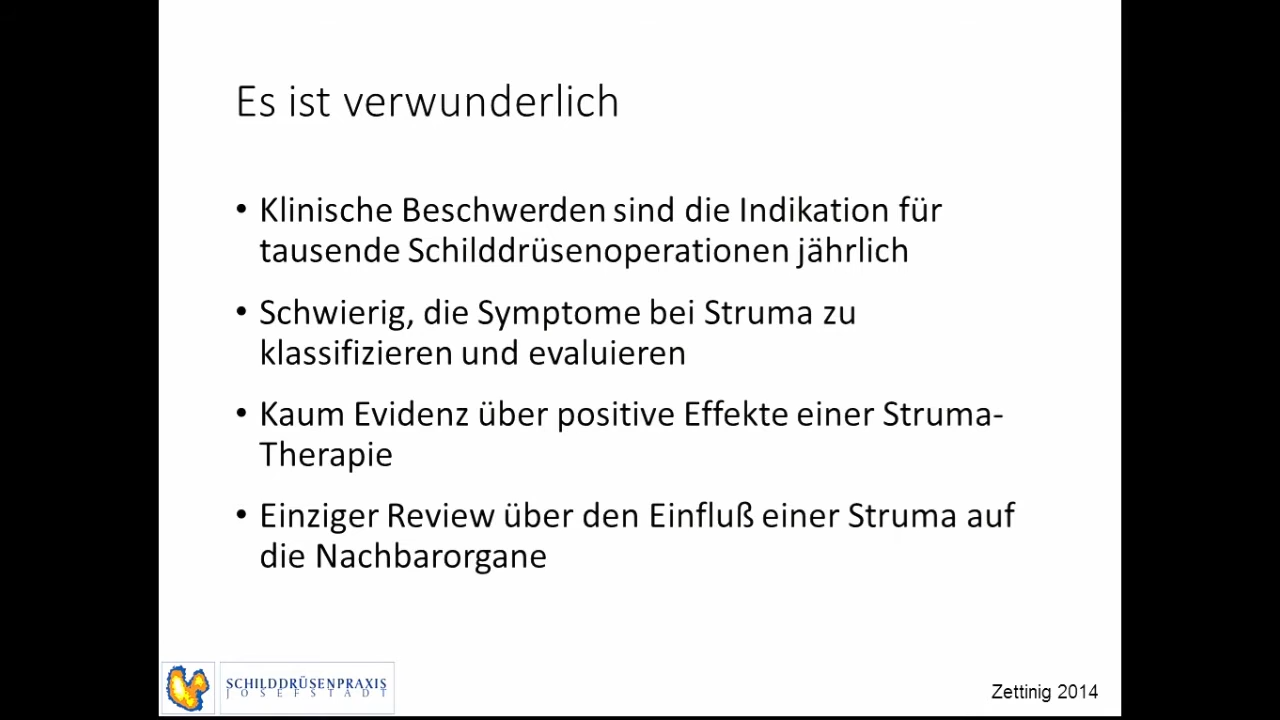 Es ist verwunderlich
• Klinische Beschwerden sind die Indikation für
tausende Schilddrüsenoperationen jährlich
• Schwierig, die Symptome bei Struma zu
klassifizieren und evaluieren
• Kaum Evidenz über positive Effekte einer Struma-
Therapie
• Einziger Review über den Einfluß einer Struma auf
die Nachbarorgane
SCHILDDRÜSENPRAXIS
JOSEFSTADT
Zettinig 2014